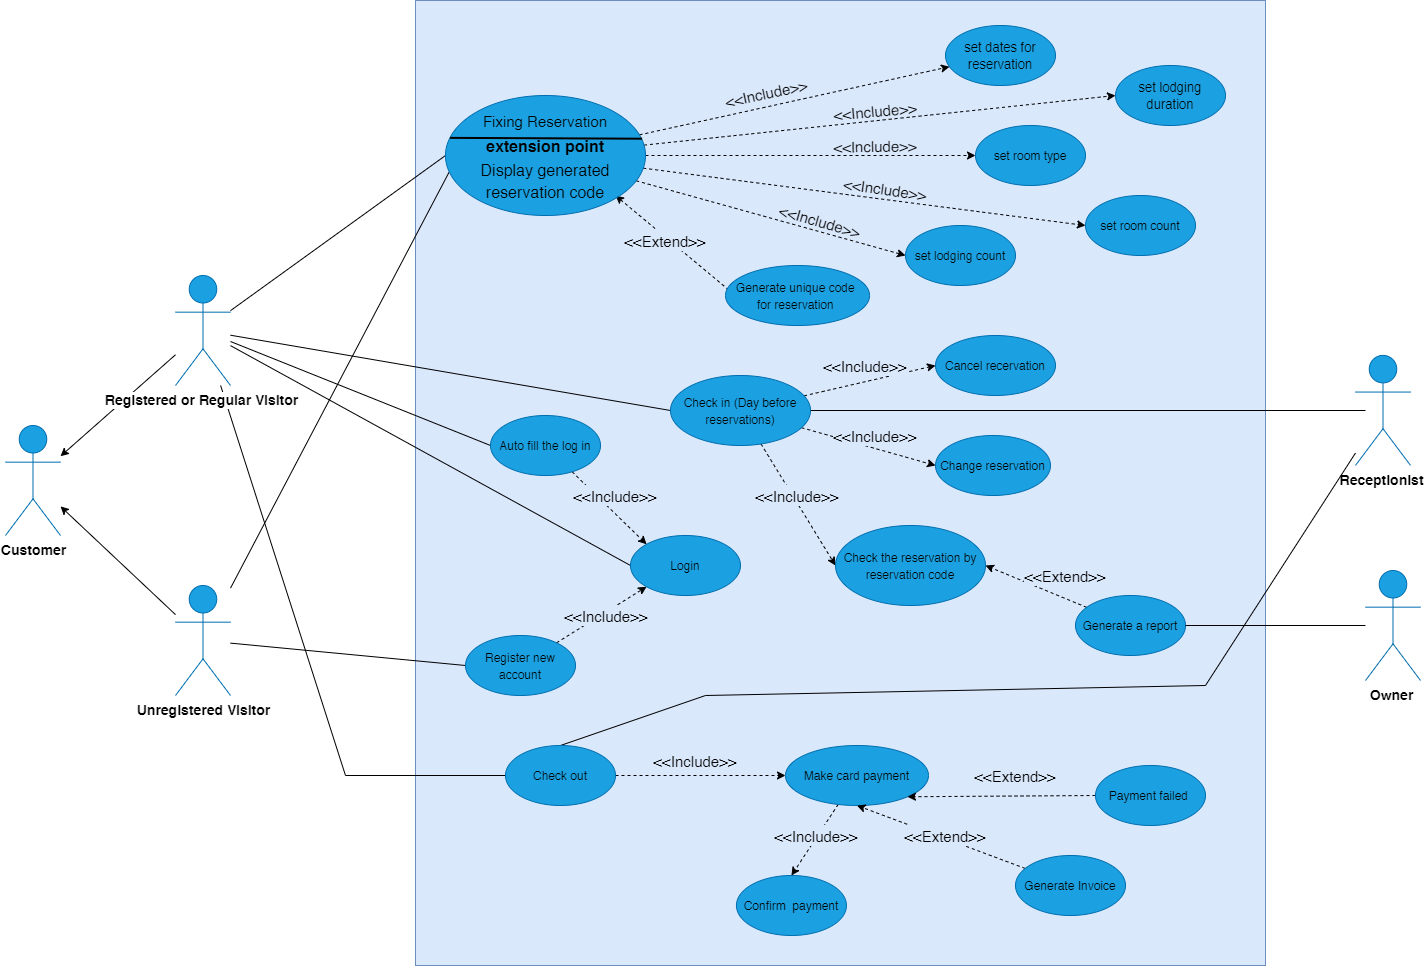 set dates for
reservation
<<Include>>
set lodging
duration
Fixing Reservation
<<Include>>
extension point
<<Include>>
set room type
Display generated
reservation code
<<Include>>
<<Include>>
set room count
<<Extend>>
set lodging count
Generate unique code
for reservation
<<Include>>
Cancel recervation
Registered or Regular Visitor
Check in (Day before
reservations)
<<Include>>
Auto fill the log in
Change reservation
Receptionist
<<Include>>
<<Include>>
Customer
Login
Check the reservation by
reservation code
<<Extend>>
<<Include>>
Generate a report
Register new
account
Owner
Unregistered Visitor
<<Include>>
Check out
Make card payment
<<Extend>>
Payment failed
<<Include>>
<<Extend>>
Generate Invoice
Confirm  payment